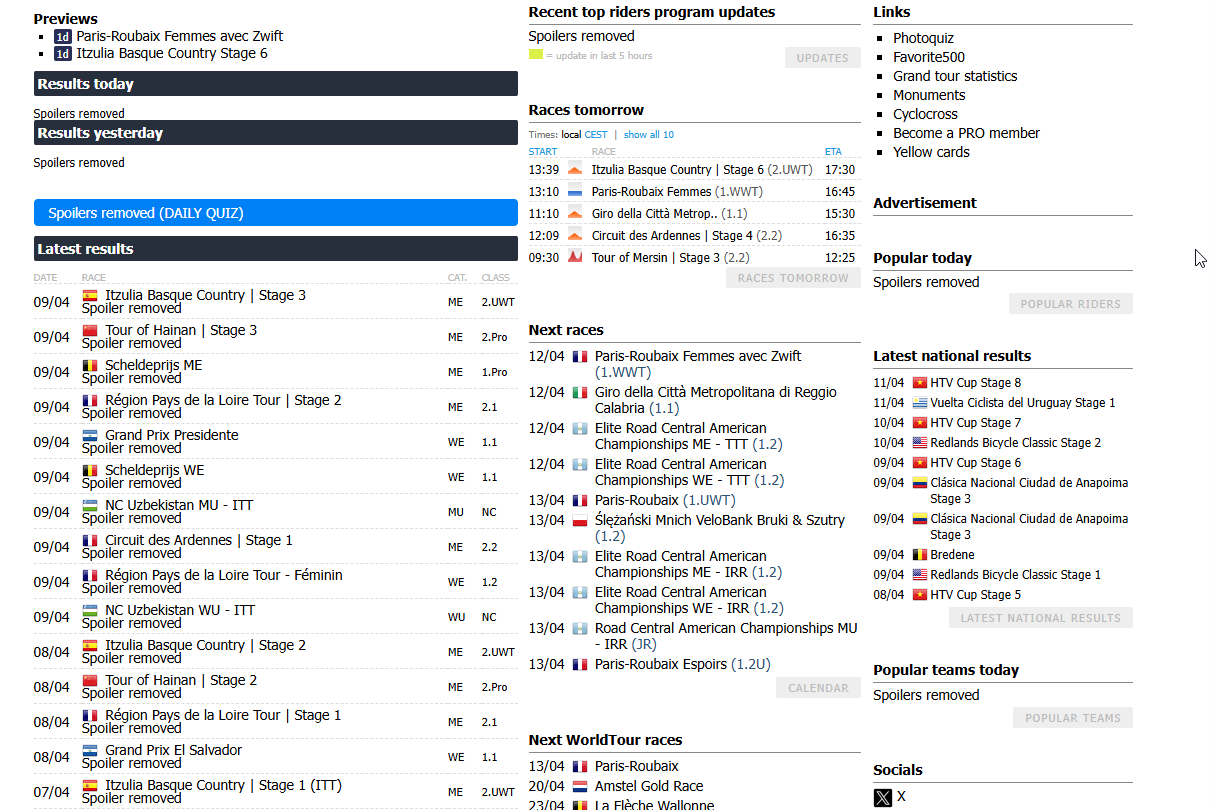 Previews
1d Paris-Roubaix Femmes avec Zwift
1d Itzulia Basque Country Stage 6
Results today
Spoilers removed
Results yesterday
Spoilers removed
Spoilers removed (DAILY QUIZ)
Latest results
DATE RACE CAT. CLASS
09/04 Itzulia Basque Country | Stage 3 ME 2.UWT
Spoiler removed
09/04 Tour of Hainan | Stage 3 ME 2.Pro
Spoiler removed
09/04 Scheldeprijs ME ME 1.Pro
Spoiler removed
09/04 Région Pays de la Loire Tour | Stage 2 ME 2.1
Spoiler removed
09/04 Grand Prix Presidente WE 1.1
Spoiler removed
09/04 Scheldeprijs WE WE 1.1
Spoiler removed
09/04 NC Uzbekistan MU - ITT MU NC
Spoiler removed
09/04 Circuit des Ardennes | Stage 1 ME 2.2
Spoiler removed
09/04 Région Pays de la Loire Tour - Féminin WE 1.2
Spoiler removed
09/04 NC Uzbekistan WU - ITT WU NC
Spoiler removed
08/04 Itzulia Basque Country | Stage 2 ME 2.UWT
Spoiler removed
08/04 Tour of Hainan | Stage 2 ME 2.Pro
Spoiler removed
08/04 Région Pays de la Loire Tour | Stage 1 ME 2.1
Spoiler removed
08/04 Grand Prix El Salvador WE 1.1
Spoiler removed
07/04 Itzulia Basque Country | Stage 1 (ITT) ME 2.UWT
Spoiler removed
Recent top riders program updates
Spoilers removed
= update in last 5 hours
UPDATES
Races tomorrow
Times: local CEST | show all 10
START RACE ETA
13:39 Itzulia Basque Country | Stage 6 (2.UWT) 17:30
13:10 Paris-Roubaix Femmes (1.WWT) 16:45
11:10 Giro della Città Metrop.. (1.1) 15:30
12:09 Circuit des Ardennes | Stage 4 (2.2) 16:35
09:30 Tour of Mersin | Stage 3 (2.2) 12:25
RACES TOMORROW
Next races
12/04 Paris-Roubaix Femmes avec Zwift
(1.WWT)
12/04 Giro della Città Metropolitana di Reggio
Calabria (1.1)
12/04 Elite Road Central American
Championships ME - TTT (1.2)
12/04 Elite Road Central American
Championships WE - TTT (1.2)
13/04 Paris-Roubaix (1.UWT)
13/04 Ślężański Mnich VeloBank Bruki & Szutry
(1.2)
13/04 Elite Road Central American
Championships ME - IRR (1.2)
13/04 Elite Road Central American
Championships WE - IRR (1.2)
13/04 Road Central American Championships MU
- IRR (JR)
13/04 Paris-Roubaix Espoirs (1.2U)
CALENDAR
Next WorldTour races
13/04 Paris-Roubaix
20/04 Amstel Gold Race
23/04 La Flèche Wallonne
Links
Photoquiz
Favorite500
Grand tour statistics
Monuments
Cyclocross
Become a PRO member
Yellow cards
Advertisement
Popular today
Spoilers removed
POPULAR RIDERS
Latest national results
11/04 HTV Cup Stage 8
11/04 Vuelta Ciclista del Uruguay Stage 1
10/04 HTV Cup Stage 7
10/04 Redlands Bicycle Classic Stage 2
09/04 HTV Cup Stage 6
09/04 Clásica Nacional Ciudad de Anapoima
Stage 3
09/04 Clásica Nacional Ciudad de Anapoima
Stage 3
09/04 Bredene
09/04 Redlands Bicycle Classic Stage 1
08/04 HTV Cup Stage 5
LATEST NATIONAL RESULTS
Popular teams today
Spoilers removed
POPULAR TEAMS
Socials
X